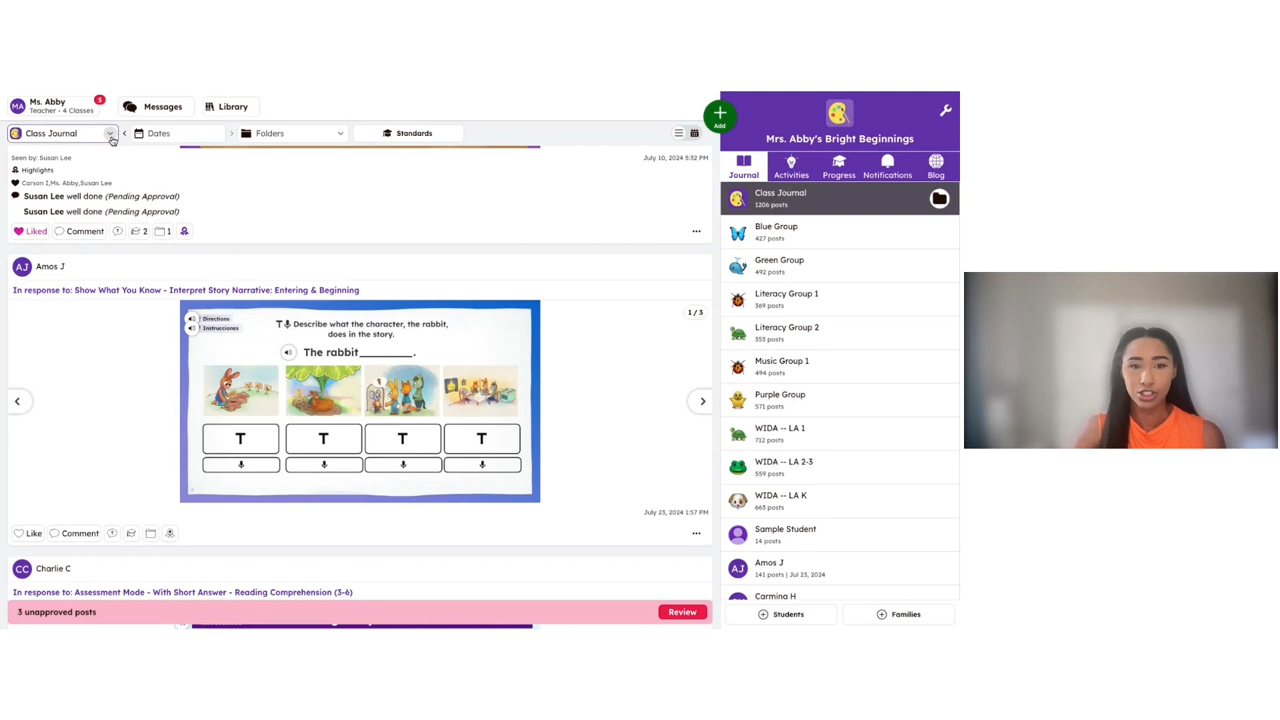 MA
Ms. Abby
Teacher - 4 Classes
3
Messages
Library
Class Journal
Dates
Folders
Standards
Seen by: Susan Lee
July 10, 2024 5:32 PM
Highlights
Carson I,Ms. Abby,Susan Lee
Susan Lee well done (Pending Approval)
Susan Lee well done (Pending Approval)
Liked
Comment
2
1
AJ
Amos J
In response to: Show What You Know - Interpret Story Narrative: Entering & Beginning
Directions
Instrucciones
T Describe what the character, the rabbit,
does in the story.
The rabbit________.
T
T
T
T
1 / 3
July 23, 2024 1:57 PM
Like
Comment
CC
Charlie C
In response to: Assessment Mode - With Short Answer - Reading Comprehension (3-6)
3 unapproved posts
Review
Add
Mrs. Abby's Bright Beginnings
Journal
Activities
Progress
Notifications
Blog
Class Journal
1206 posts
Blue Group
427 posts
Green Group
492 posts
Literacy Group 1
369 posts
Literacy Group 2
353 posts
Music Group 1
494 posts
Purple Group
571 posts
WIDA -- LA 1
712 posts
WIDA -- LA 2-3
559 posts
WIDA -- LA K
663 posts
Sample Student
14 posts
AJ
Amos J
141 posts | Jul 23, 2024
Carmina H
Students
Families